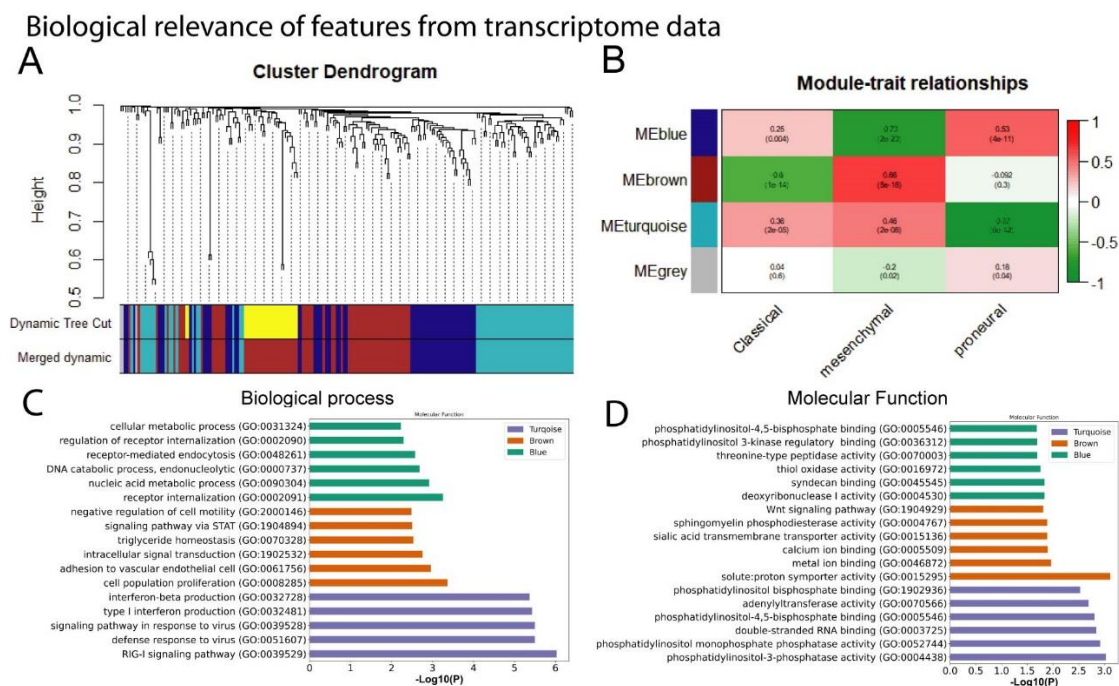 Biological relevance of features from transcriptome data
A
Cluster Dendrogram
Height
1.0
0.9
0.8
0.7
0.6
0.5
Dynamic Tree Cut
Merged dynamic
B
Module-trait relationships
MEblue
0.25
(0.004)
0.53
(4e-11)
MEbrown
-0.6
(1e-14)
0.66
(5e-18)
-0.092
(0.3)
MEturquoise
0.36
(2e-05)
0.46
(2e-08)
MEgrey
0.04
(0.6)
-0.2
(0.02)
0.18
(0.04)
Classical
mesenchymal
proneural
1
0.5
0
-0.5
-1
C
Biological process
Molecular Function
Turqoise
Brown
Blue
cellular metabolic process (GO:0031324)
regulation of receptor internalization (GO:0002090)
receptor-mediated endocytosis (GO:0048261)
DNA catabolic process, endonucleolytic (GO:0000737)
nucleic acid metabolic process (GO:0090304)
receptor internalization (GO:0002091)
negative regulation of cell motility (GO:2000146)
signaling pathway via STAT (GO:1904894)
triglyceride homeostasis (GO:0070328)
intracellular signal transduction (GO:1902532)
adhesion to vascular endothelial cell (GO:0061756)
cell population proliferation (GO:0008285)
interferon-beta production (GO:0032728)
type I interferon production (GO:0032481)
signaling pathway in response to virus (GO:0039528)
defense response to virus (GO:0051607)
RIG-I signaling pathway (GO:0039529)
0 1 2 3 4 5 6
-Log10(P)
D
Molecular Function
Molecular Function
Turquoise
Brown
Blue
phosphatidylinositol-4,5-bisphosphate binding (GO:0005546)
phosphatidylinositol 3-kinase regulatory binding (GO:0036312)
threonine-type peptidase activity (GO:0070003)
thiol oxidase activity (GO:0016972)
syndecan binding (GO:0045545)
deoxyribonuclease I activity (GO:0004530)
Wnt signaling pathway (GO:1904929)
sphingomyelin phosphodiesterase activity (GO:0004767)
sialic acid transmembrane transporter activity (GO:0015136)
calcium ion binding (GO:0005509)
metal ion binding (GO:0046872)
solute:proton symporter activity (GO:0015295)
phosphatidylinositol bisphosphate binding (GO:1902936)
adenylyltransferase activity (GO:0070566)
phosphatidylinositol-4,5-bisphosphate binding (GO:0005546)
double-stranded RNA binding (GO:0003725)
phosphatidylinositol monophosphate phosphatase activity (GO:0052744)
phosphatidylinositol-3-phosphatase activity (GO:0004438)
0.0 0.5 1.0 1.5 2.0 2.5 3.0
-Log10(P)